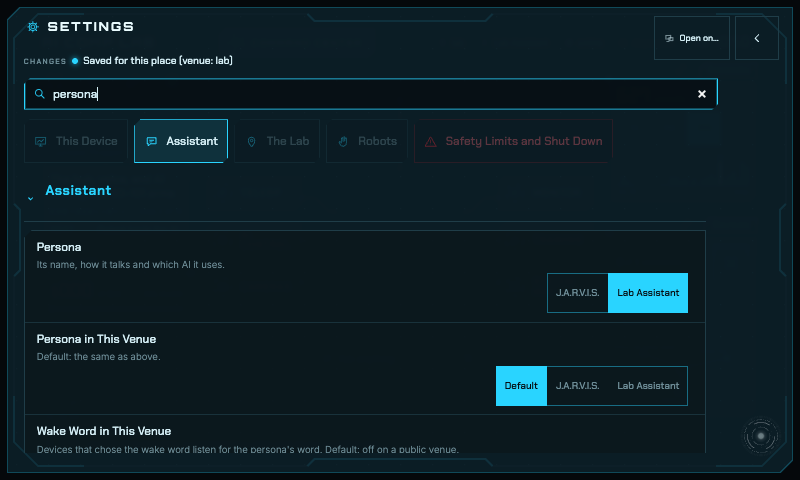 SETTINGS
Open on...
CHANGES Saved for this place (venue: lab)
persona
This Device
Assistant
The Lab
Robots
Safety Limits and Shut Down
Assistant
Persona
Its name, how it talks and which AI it uses.
J.A.R.V.I.S.
Lab Assistant
Persona in This Venue
Default: the same as above.
Default
J.A.R.V.I.S.
Lab Assistant
Wake Word in This Venue
Devices that chose the wake word listen for the persona's word. Default: off on a public venue.